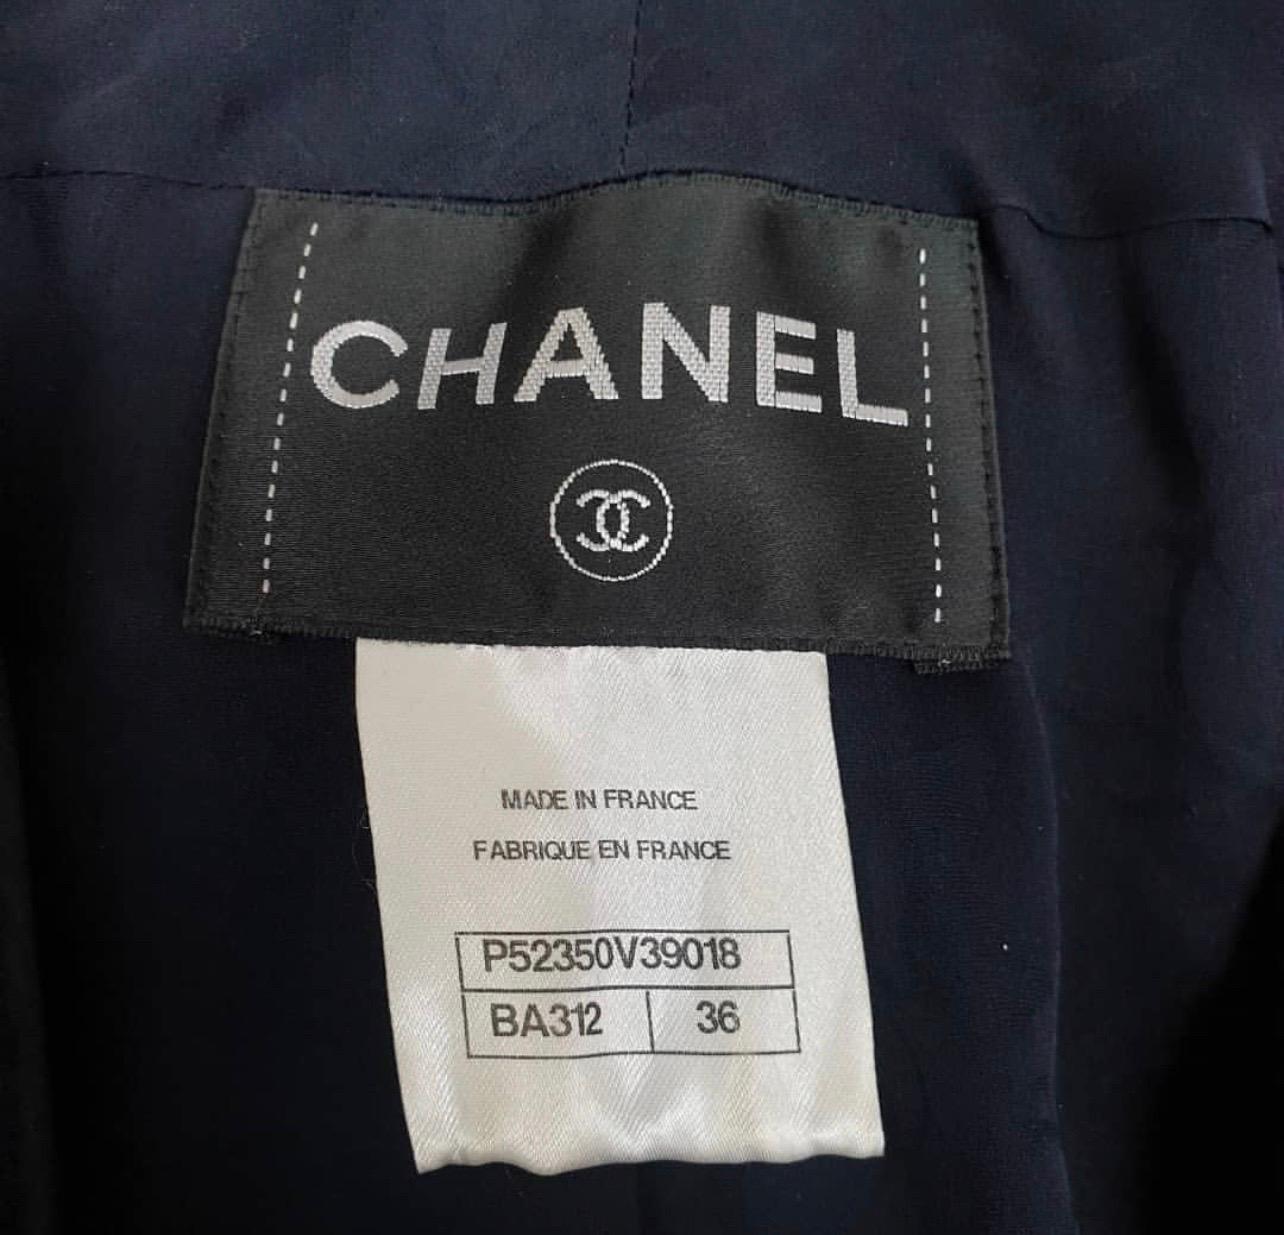 CHANEL
MADE IN FRANCE
FABRIQUE EN FRANCE
P52350V39018
BA312 36